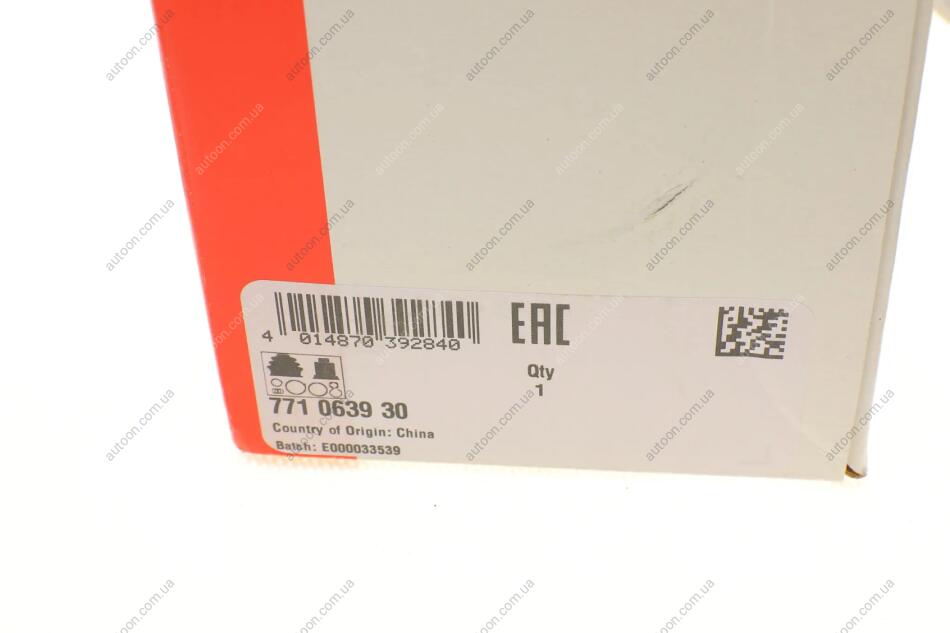 4 014870 392840
EAC
Qty
1
771 0639 30
Country of Origin: China
Batch: E000033539
autoon.com.ua